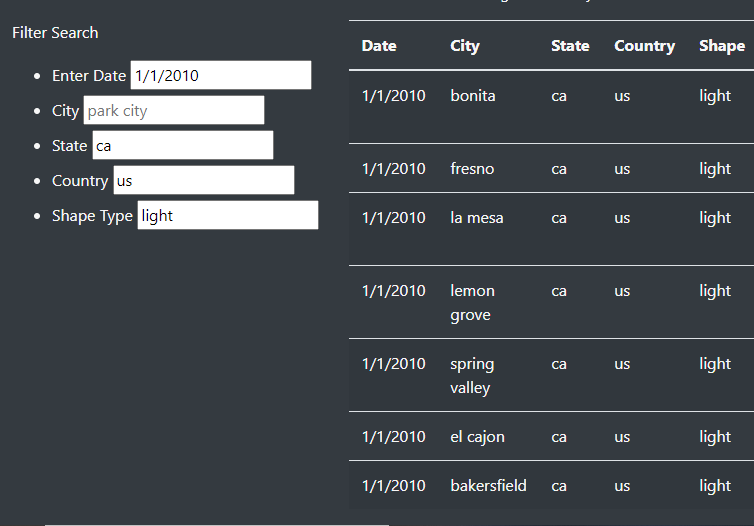 Filter Search
Enter Date 1/1/2010
City park city
State ca
Country us
Shape Type light
Date City State Country Shape
1/1/2010 bonita ca us light
1/1/2010 fresno ca us light
1/1/2010 la mesa ca us light
1/1/2010 lemon ca us light
grove
1/1/2010 spring ca us light
valley
1/1/2010 el cajon ca us light
1/1/2010 bakersfield ca us light